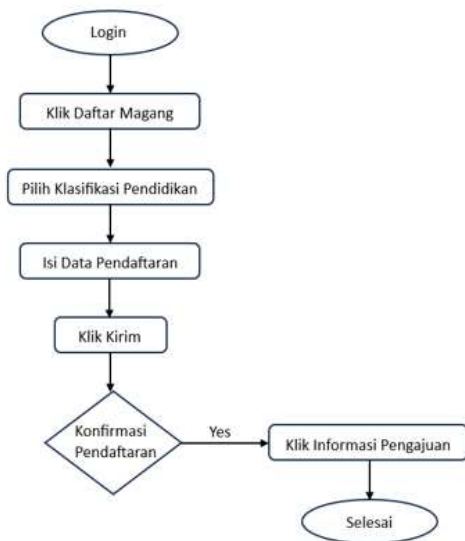 Login
Klik Daftar Magang
Pilih Klasifikasi Pendidikan
Isi Data Pendaftaran
Klik Kirim
Konfirmasi
Pendaftaran
Yes
Klik Informasi Pengajuan
Selesai